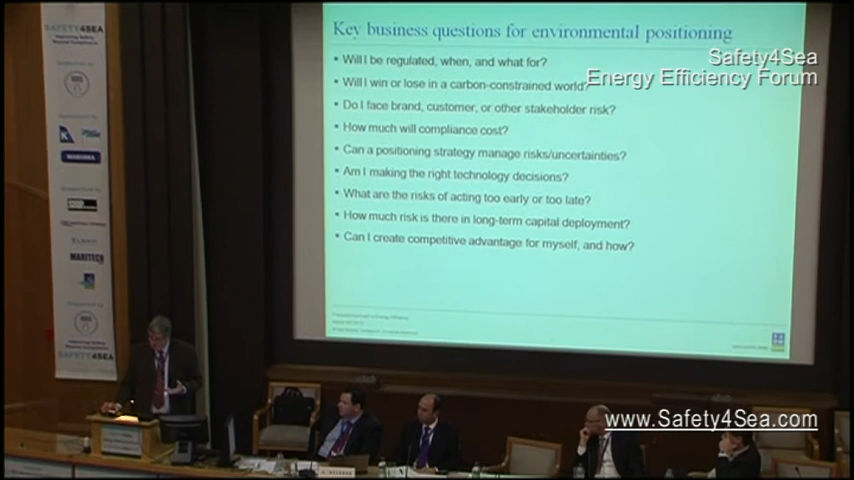 SAFETY4SEA
Key business questions for environmental positioning
▪ Will I be regulated, when, and what for?
▪ Will I win or lose in a carbon-constrained world?
▪ Do I face brand, customer, or other stakeholder risk?
▪ How much will compliance cost?
▪ Can a positioning strategy manage risks/uncertainties?
▪ Am I making the right technology decisions?
▪ What are the risks of acting too early or too late?
▪ How much risk is there in long-term capital deployment?
▪ Can I create competitive advantage for myself, and how?
Safety4Sea
Energy Efficiency Forum
MARITECH
SAFETY4SEA
www.Safety4Sea.com